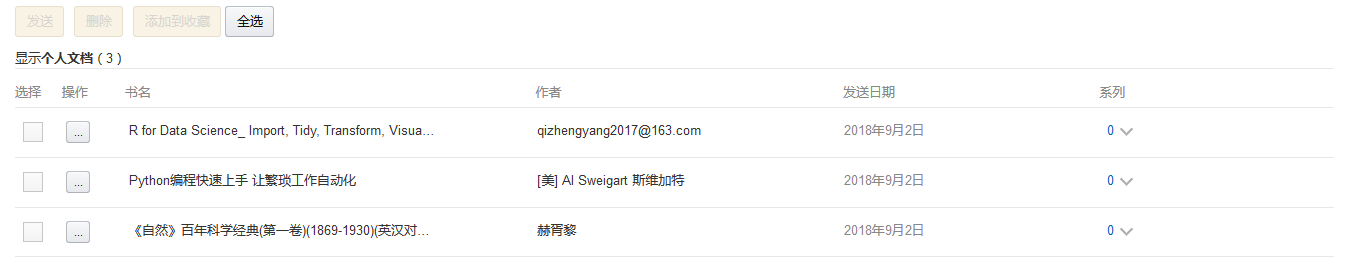 发送 删除 添加到收藏 全选
显示个人文档 ( 3 )
选择 操作 书名 作者 发送日期 系列
... R for Data Science_ Import, Tidy, Transform, Visua… qizhengyang2017@163.com 2018年9月2日 0
... Python编程快速上手 让繁琐工作自动化 [美] Al Sweigart 斯维加特 2018年9月2日 0
... 《自然》百年科学经典(第一卷)(1869-1930)(英汉对… 赫胥黎 2018年9月2日 0